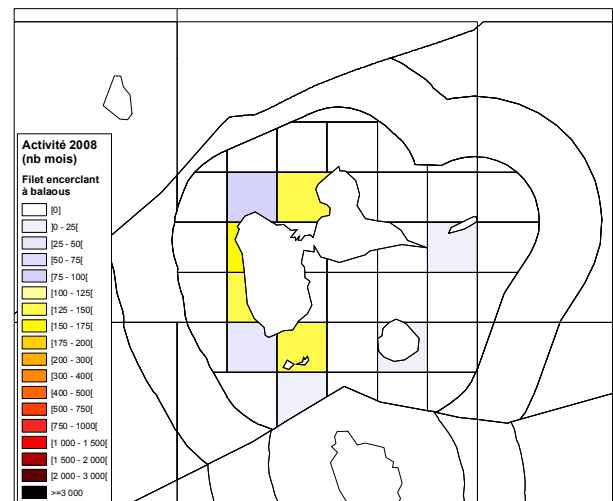 Activité 2008
(nb mois)
Filet encerclant
à balaous
[0]
]0 - 25[
[25 - 50[
[50 - 75[
[75 - 100[
[100 - 125[
[125 - 150[
[150 - 175[
[175 - 200[
[200 - 300[
[300 - 400[
[400 - 500[
[500 - 750[
[750 - 1000[
[1 000 - 1 500[
[1 500 - 2 000[
[2 000 - 3 000[
>=3 000